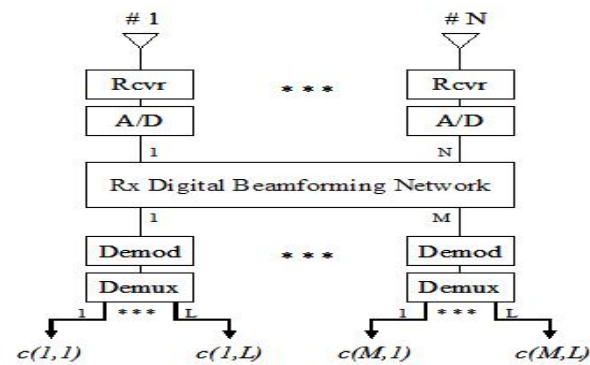 # 1 # N
Rcvr * * * Rcvr
A/D A/D
1 N
Rx Digital Beamforming Network
1 M
Demod * * * Demod
Demux Demux
1 * * * L 1 * * * L
c(1,1) c(1,L) c(M,1) c(M,L)